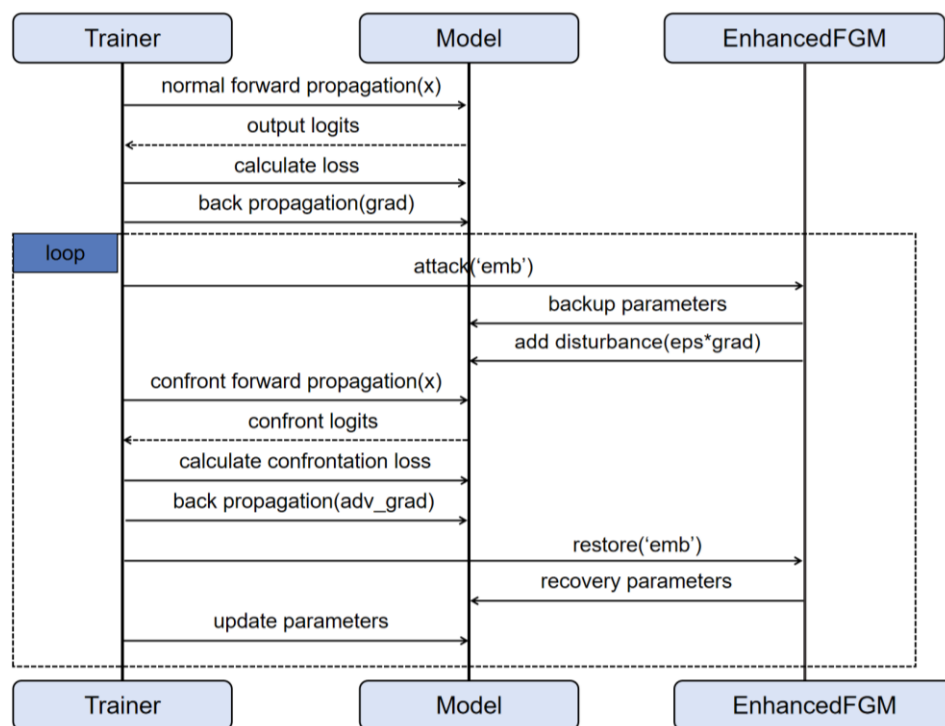 Trainer
Model
EnhancedFGM
normal forward propagation(x)
output logits
calculate loss
back propagation(grad)
loop
attack(‘emb’)
backup parameters
add disturbance(eps*grad)
confront forward propagation(x)
confront logits
calculate confrontation loss
back propagation(adv_grad)
restore(‘emb’)
recovery parameters
update parameters
Trainer
Model
EnhancedFGM